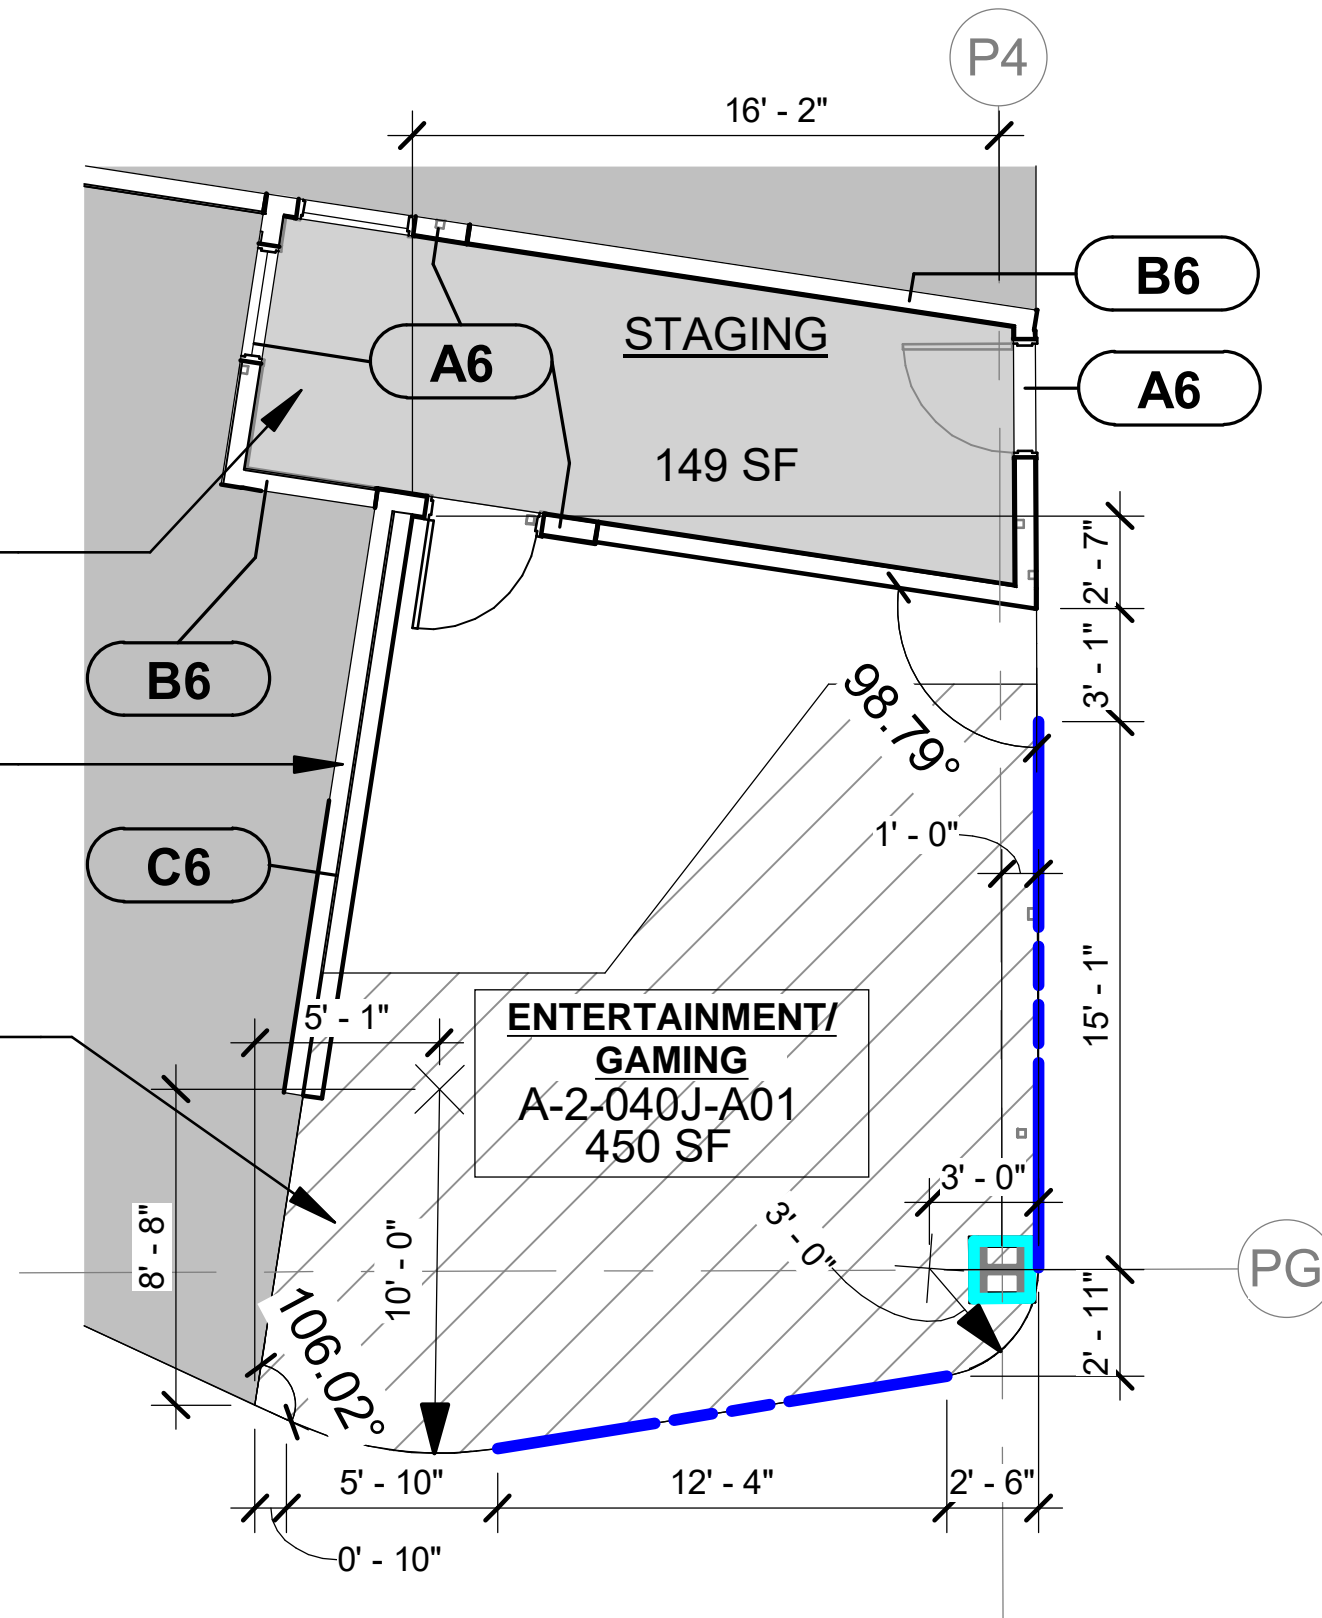 P4
16' - 2"
B6
STAGING
A6
A6
149 SF
2' - 7"
B6
3' - 1"
98.79°
1' - 0"
C6
15' - 1"
5' - 1"
ENTERTAINMENT/
GAMING
A-2-040J-A01
450 SF
3' - 0"
3' - 0"
8' - 8"
10' - 0"
PG
106.02°
2' - 11"
5' - 10"
12' - 4"
2' - 6"
0' - 10"